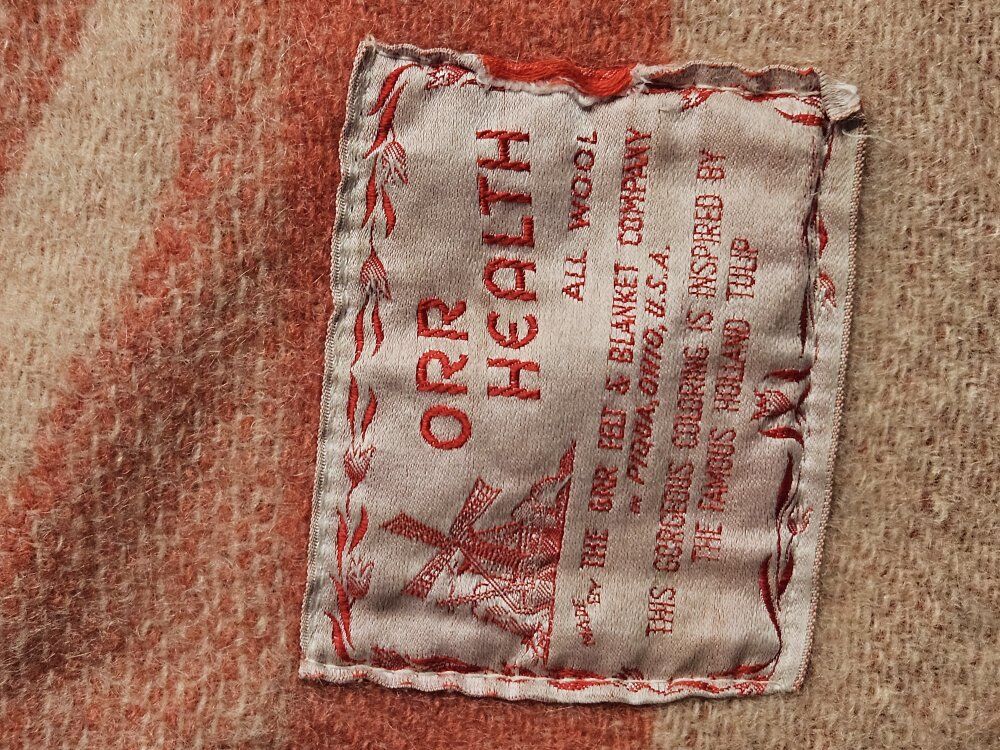 ORR
HEALTH
ALL WOOL
MADE BY THE ORR FELT & BLANKET COMPANY
IN PIQUA, OHIO, U.S.A.
THIS GORGEOUS COLORING IS INSPIRED BY
THE FAMOUS HOLLAND TULIP